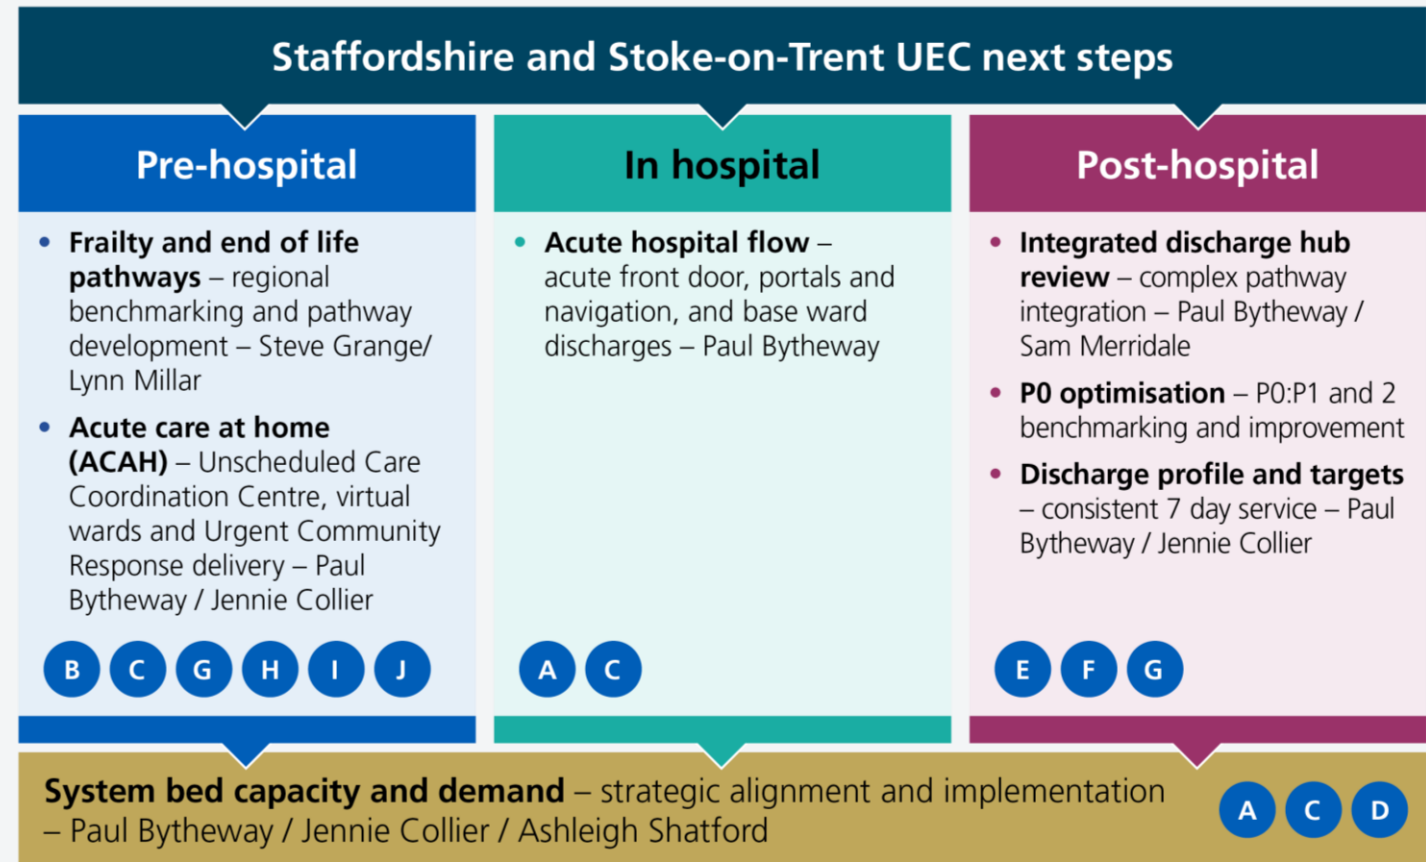 Staffordshire and Stoke-on-Trent UEC next steps
Pre-hospital
• Frailty and end of life
pathways – regional
benchmarking and pathway
development – Steve Grange/
Lynn Millar
• Acute care at home
(ACAH) – Unscheduled Care
Coordination Centre, virtual
wards and Urgent Community
Response delivery – Paul
Bytheway / Jennie Collier
B C G H I J
In hospital
• Acute hospital flow –
acute front door, portals and
navigation, and base ward
discharges – Paul Bytheway
A C
Post-hospital
• Integrated discharge hub
review – complex pathway
integration – Paul Bytheway /
Sam Merridale
• P0 optimisation – P0:P1 and 2
benchmarking and improvement
• Discharge profile and targets
– consistent 7 day service – Paul
Bytheway / Jennie Collier
E F G
System bed capacity and demand – strategic alignment and implementation
– Paul Bytheway / Jennie Collier / Ashleigh Shatford
A C D